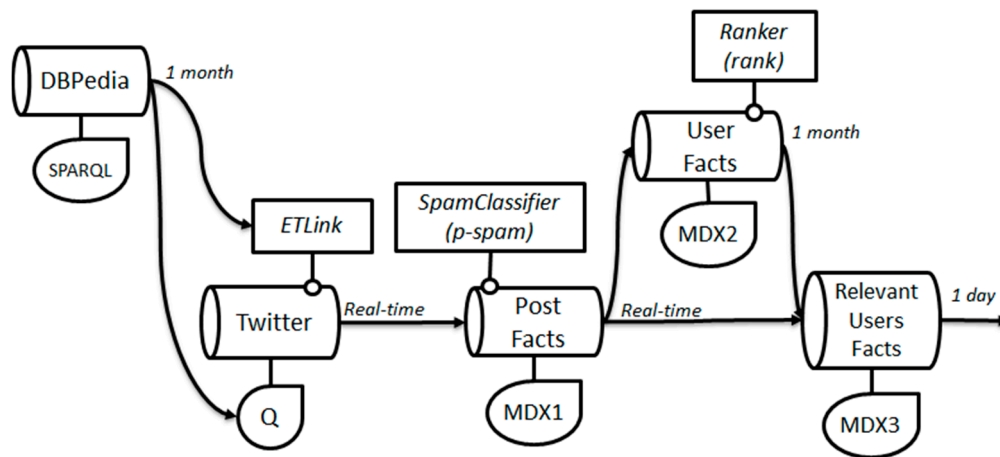 Ranker
(rank)
DBPedia
1 month
User
Facts
1 month
SPARQL
SpamClassifier
(p-spam)
ETLink
MDX2
Twitter
Real-time
Post
Facts
Real-time
Relevant
Users
Facts
1 day
Q
MDX1
MDX3